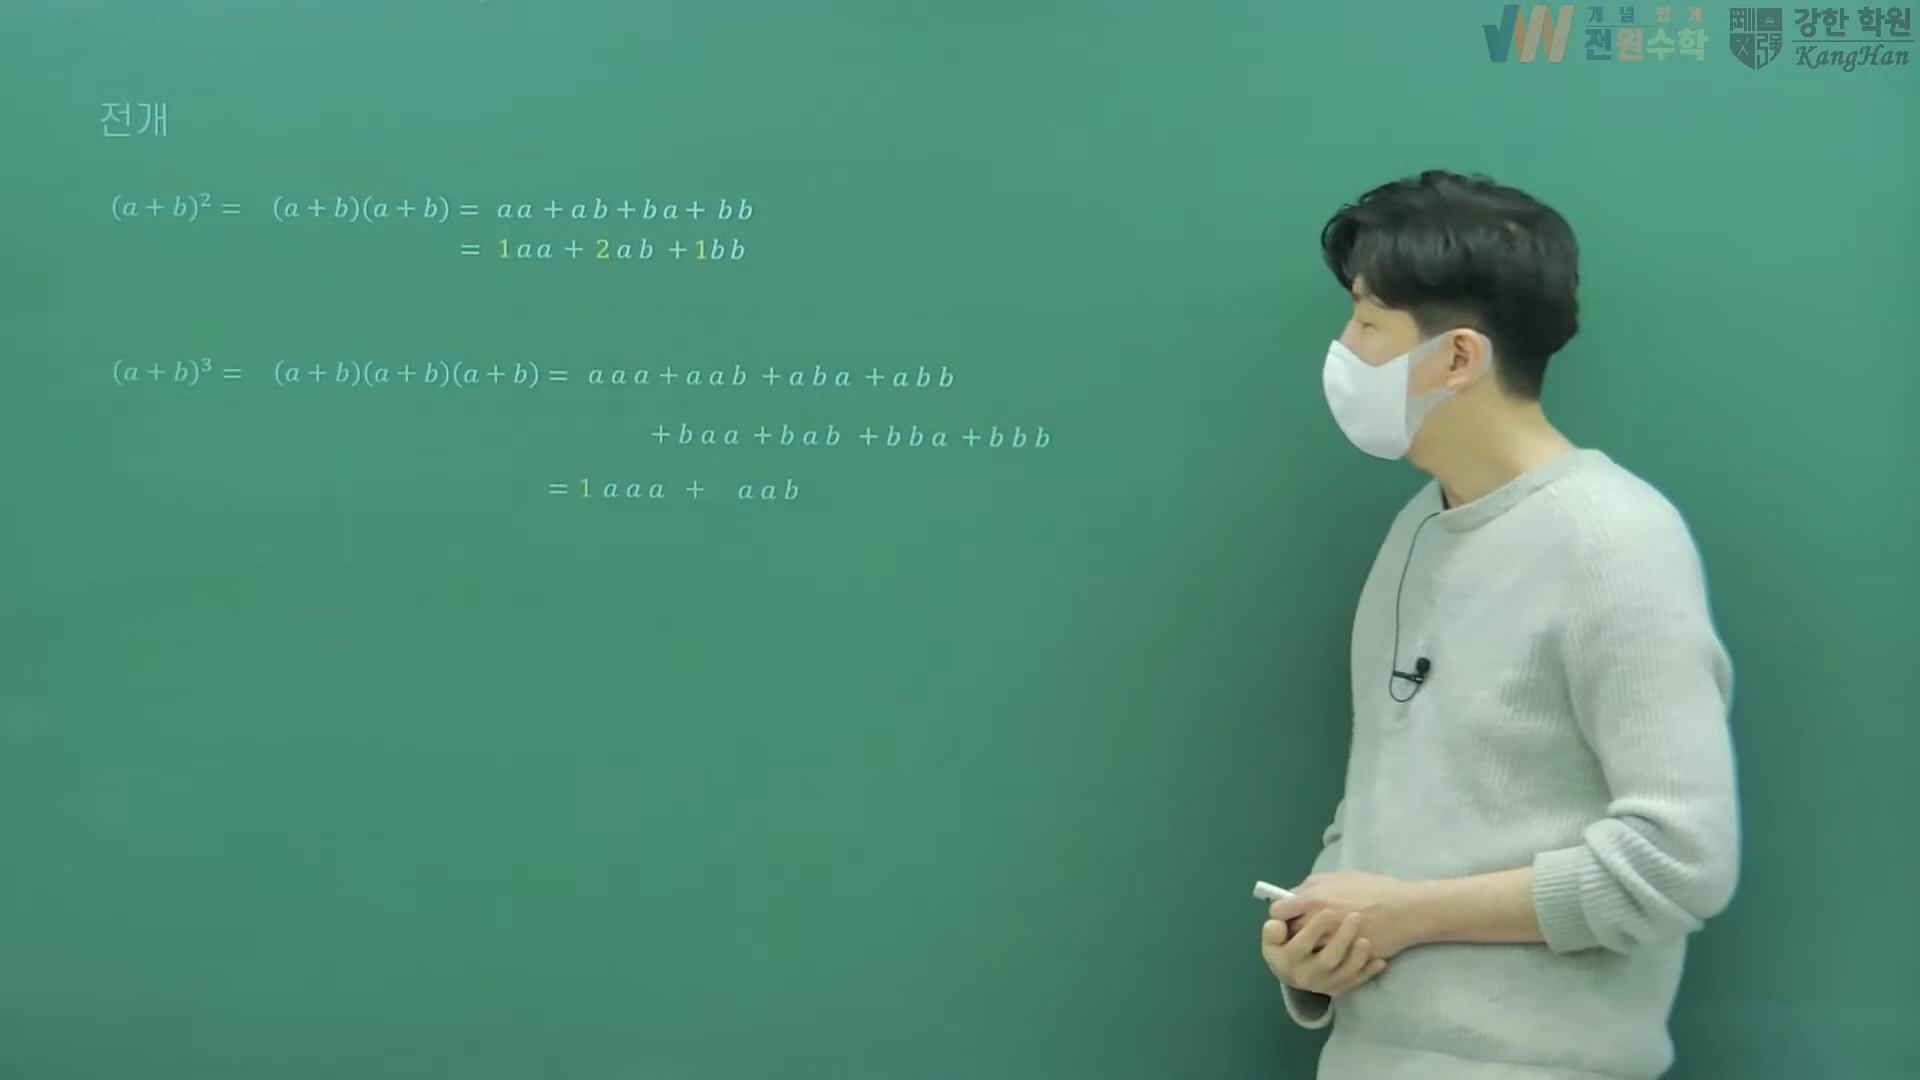 개념있게
전원수학
강한 학원
KangHan
전개
(a+b)² = (a+b)(a+b) = aa + ab + ba + bb
= 1aa + 2ab + 1bb
(a+b)³ = (a+b)(a+b)(a+b) = aaa + aab + aba + abb
+ baa + bab + bba + bbb
= 1aaa + aab